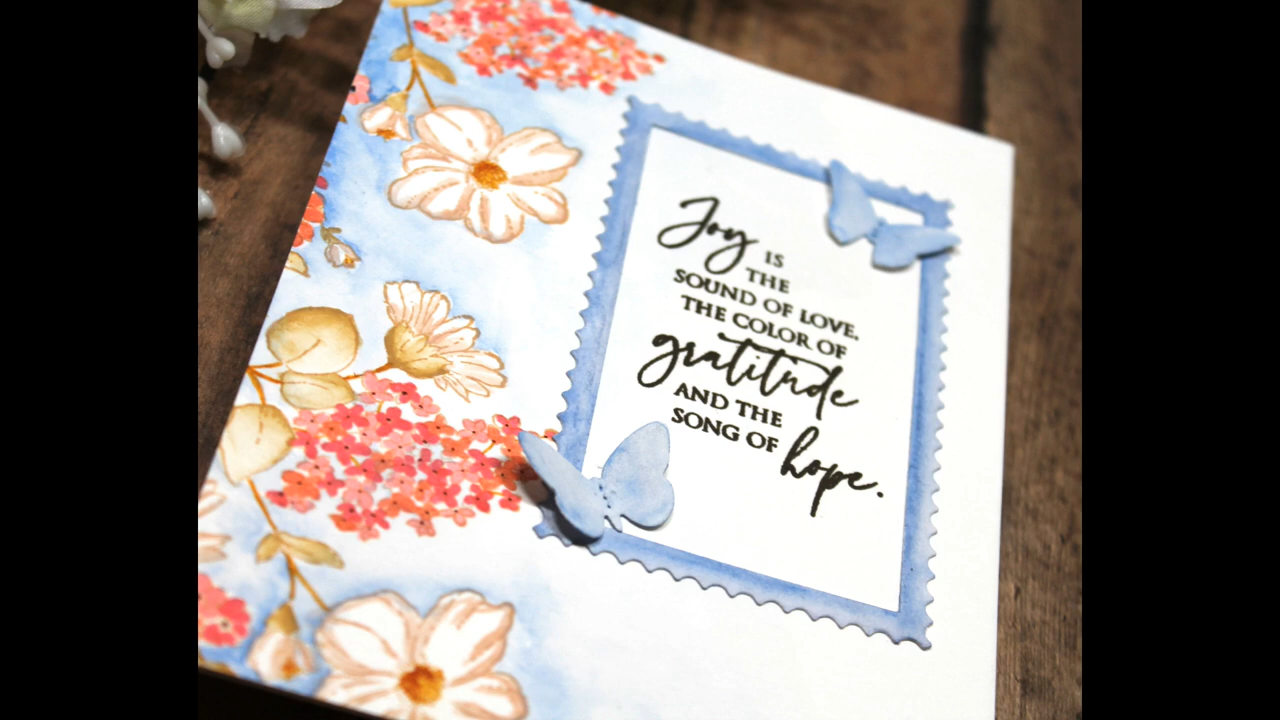 Joy IS
THE
SOUND OF LOVE,
THE COLOR OF
gratitude
AND THE
SONG OF hope.